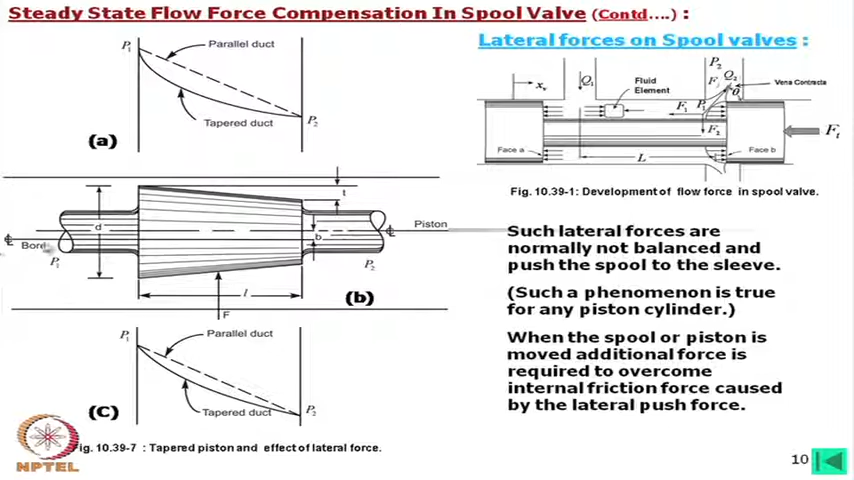 Steady State Flow Force Compensation In Spool Valve (Contd....) :
Lateral forces on Spool valves :
P1
Parallel duct
Tapered duct
P2
(a)
t
d
Piston
Bore
b
P1
P2
l
(b)
F
P1
Parallel duct
Tapered duct
P2
(C)
Fig. 10.39-7 : Tapered piston and effect of lateral force.
NPTEL
P2
Q2
Q1
xv
Fluid
Element
Vena Contracta
θ
F1
F2
Face a
Face b
L
Ft
Fig. 10.39-1: Development of flow force in spool valve.
Such lateral forces are
normally not balanced and
push the spool to the sleeve.
(Such a phenomenon is true
for any piston cylinder.)
When the spool or piston is
moved additional force is
required to overcome
internal friction force caused
by the lateral push force.
10